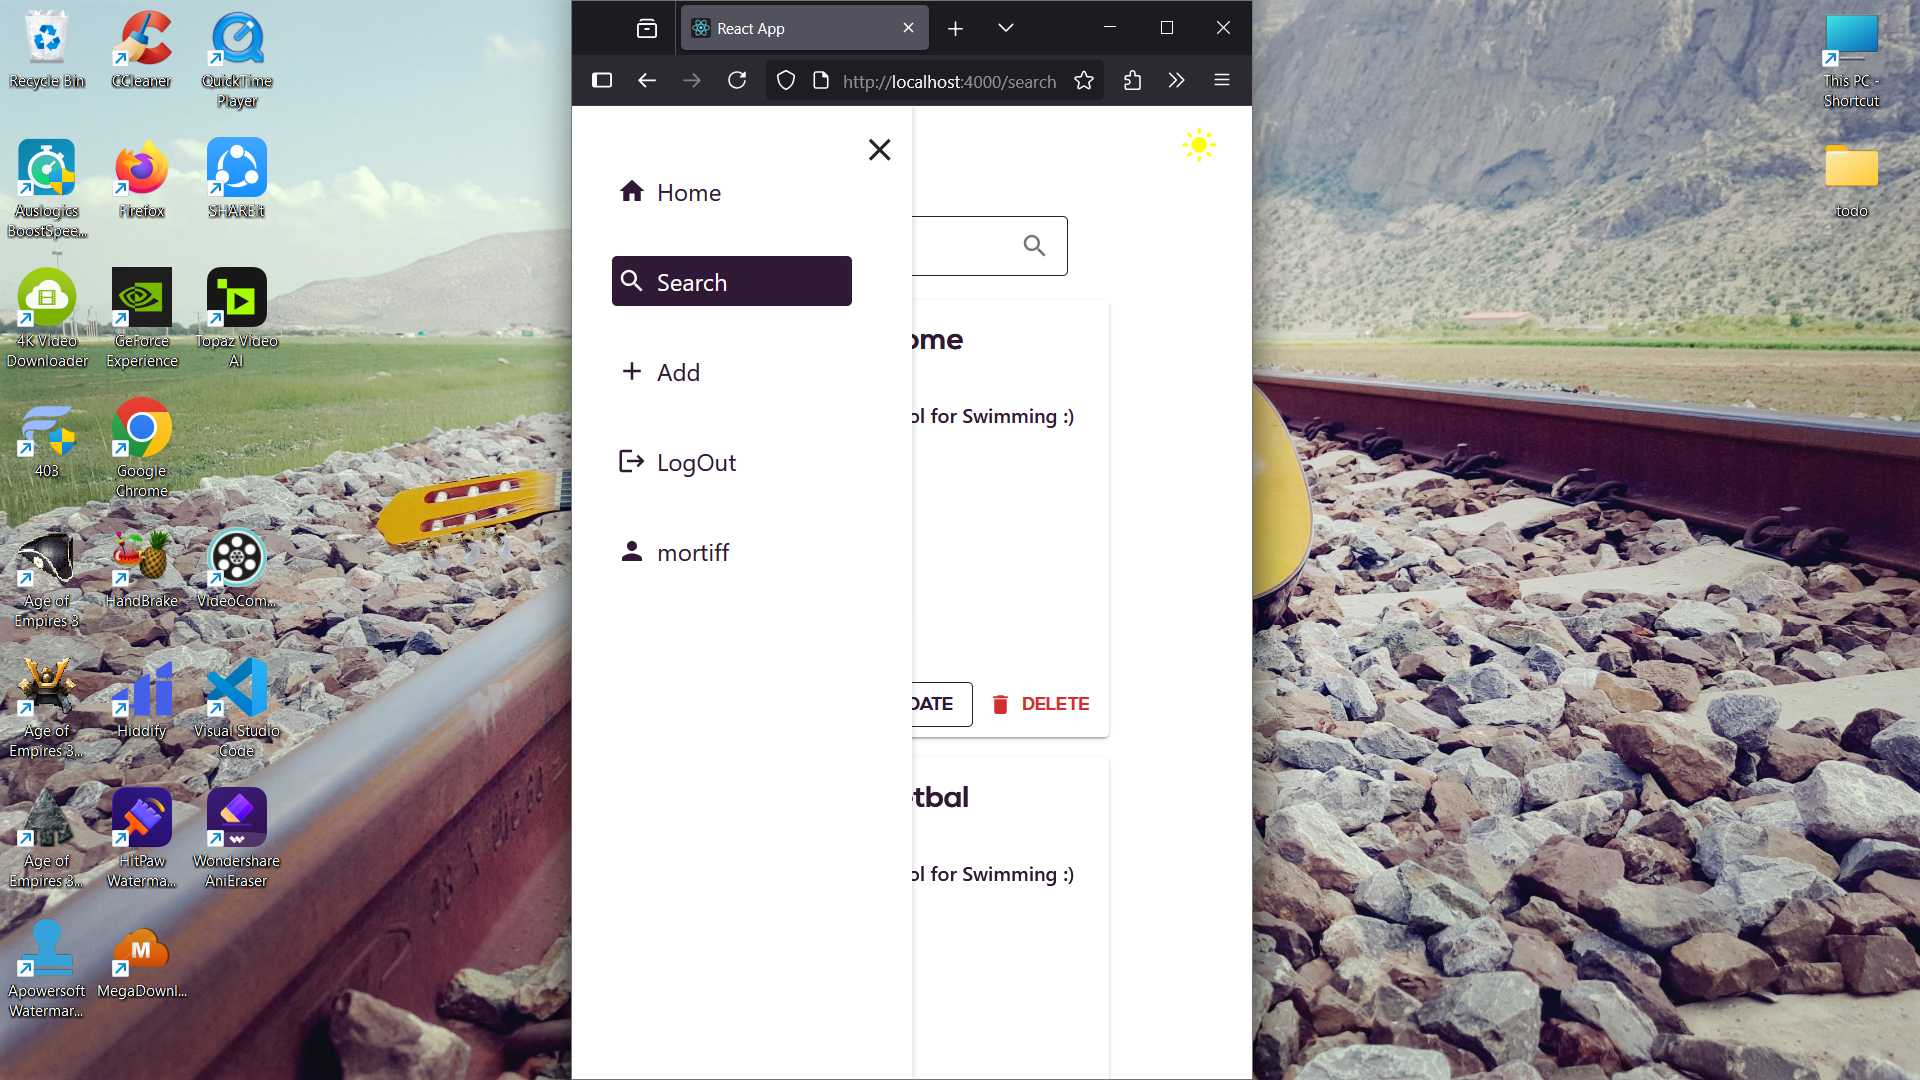 Recycle Bin
CCleaner
QuickTime
Player
Auslogics
BoostSpee...
Firefox
SHAREit
4K Video
Downloader
GeForce
Experience
Topaz Video
AI
403
Google
Chrome
Age of
Empires 3
HandBrake
VideoCom...
Age of
Empires 3...
Hiddify
Visual Studio
Code
Age of
Empires 3...
HitPaw
Waterma...
Wondershare
AniEraser
Apowersoft
Watermar...
M
MegaDownl...
React App
http://localhost:4000/search
Home
Search
Add
LogOut
mortiff
ome
ol for Swimming :)
DATE
DELETE
etbal
ol for Swimming :)
This PC -
Shortcut
todo